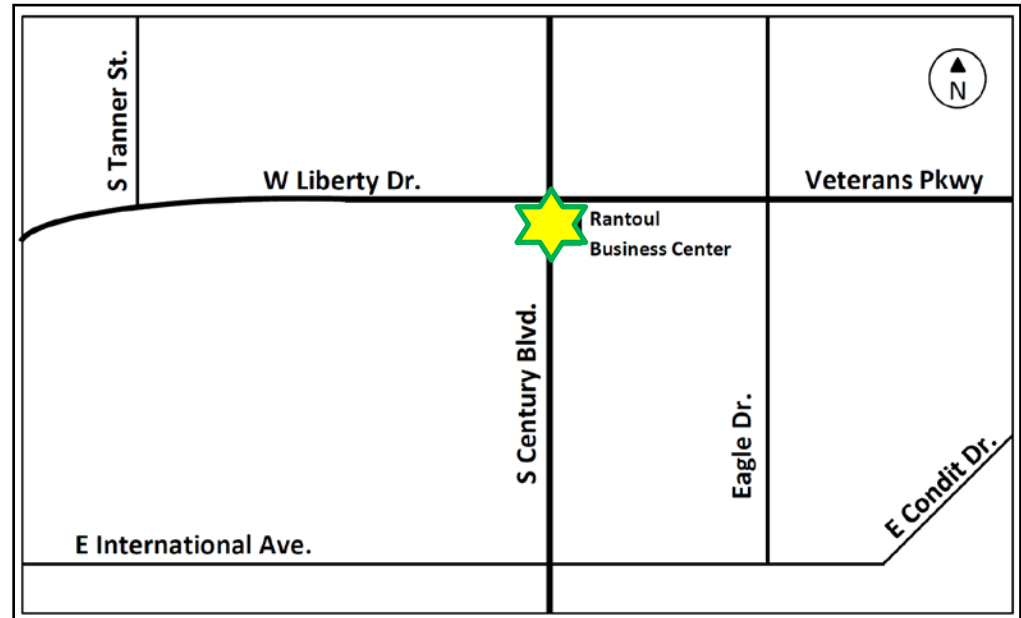 S Tanner St.
N
W Liberty Dr.
Veterans Pkwy
Rantoul
Business Center
S Century Blvd.
Eagle Dr.
E Condit Dr.
E International Ave.